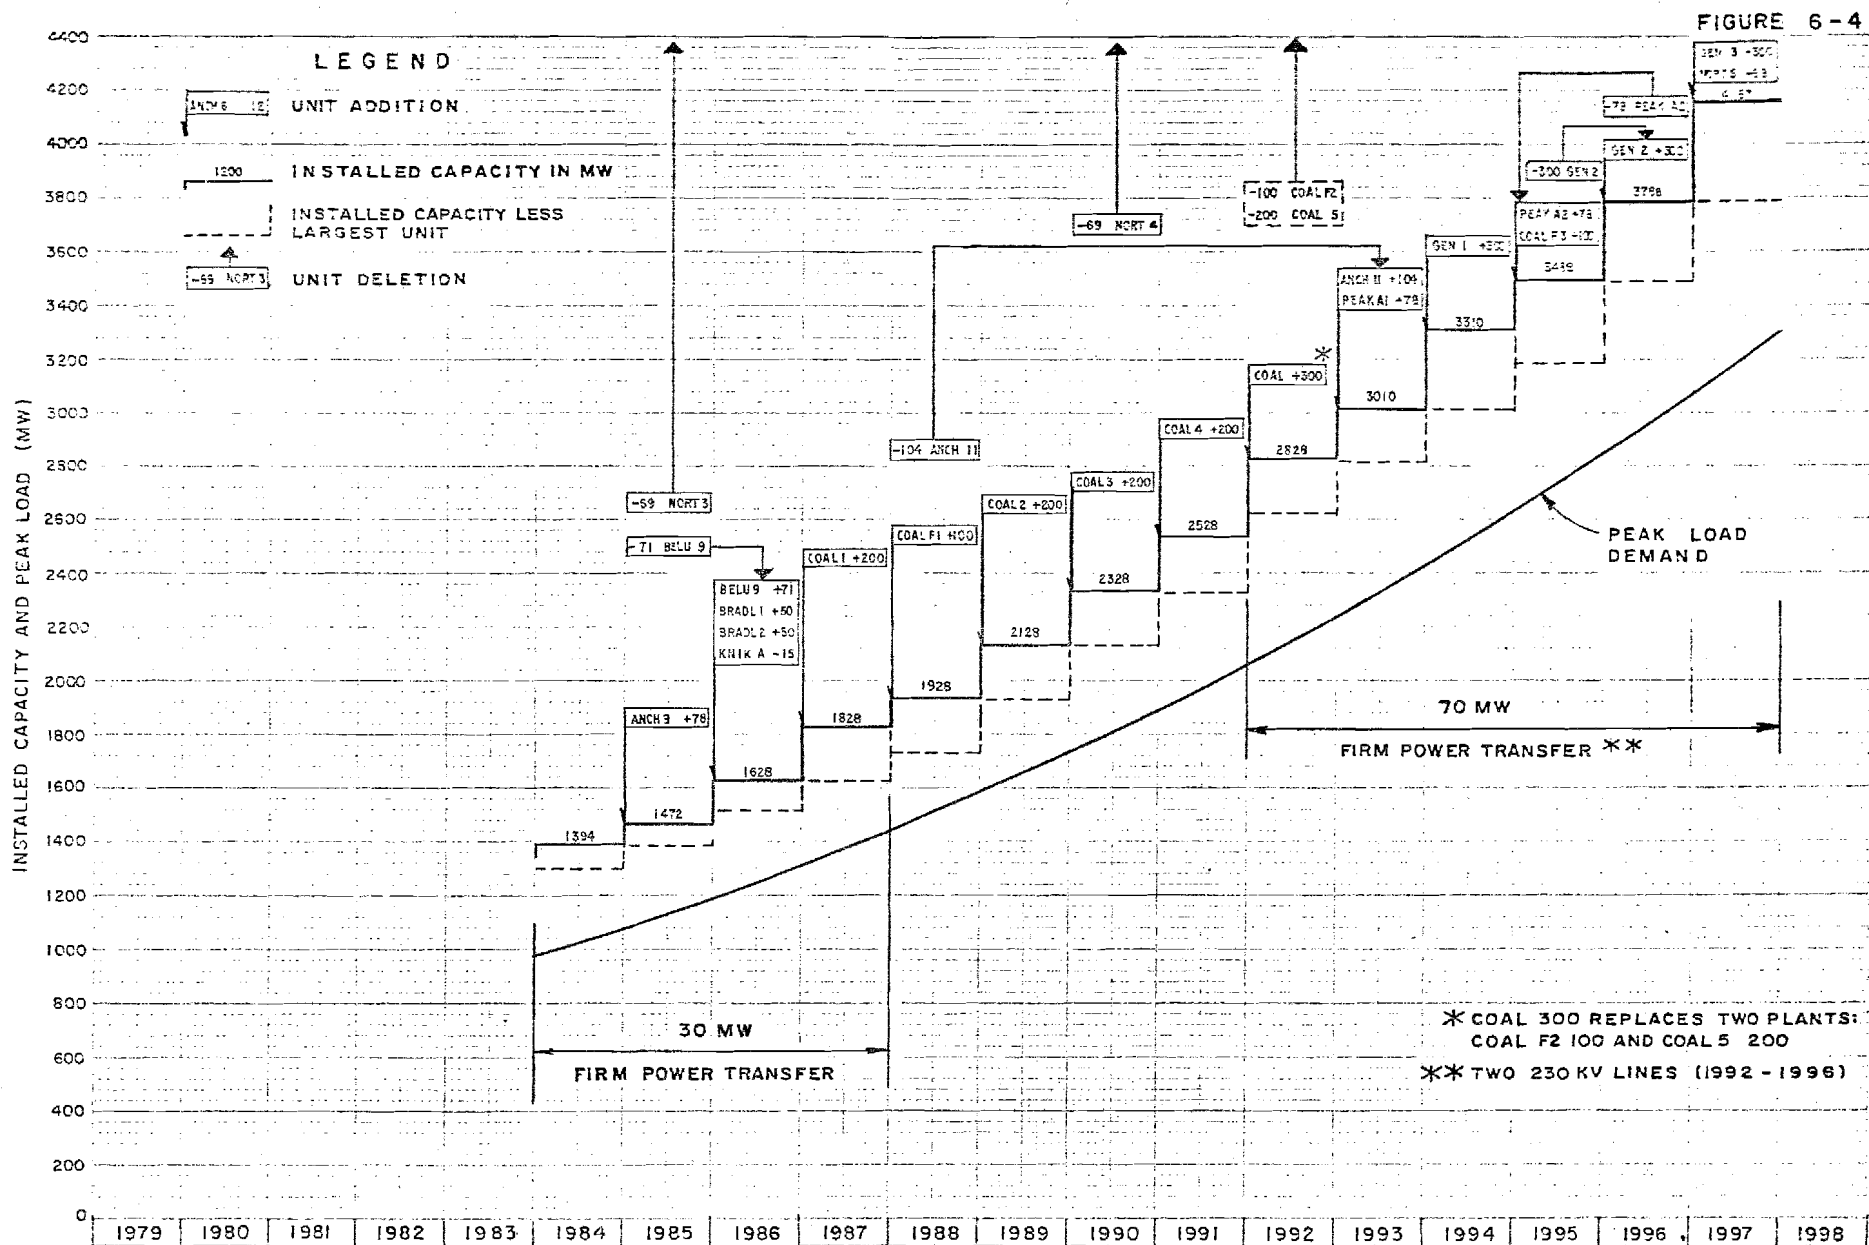 FIGURE 6-4
LEGEND
UNIT ADDITION
1200
INSTALLED CAPACITY IN MW
INSTALLED CAPACITY LESS
LARGEST UNIT
-69 NORT 3
UNIT DELETION
INSTALLED CAPACITY AND PEAK LOAD (MW)
4400
4200
4000
3800
3600
3400
3200
3000
2800
2600
2400
2200
2000
1800
1600
1400
1200
1000
800
600
400
200
0
1394
ANCH 9 +78
1472
-69 NORT 3
-71 BELU 9
BELU 9 +71
BRADL 1 +50
BRADL 2 +50
KNIK A -15
1628
COAL 1 +200
1828
COAL F1 +100
1928
-104 ANCH 11
COAL 2 +200
2128
COAL 3 +200
2328
-69 NORT 4
COAL 4 +200
2528
-100 COAL F2
-200 COAL 5
COAL +300
*
2828
ANCH 11 +104
PEAK A1 +78
3010
GEN 1 +300
3310
PEAK A2 +78
COAL F3 +100
3488
-300 GEN 2
-78 PEAK A2
GEN 2 +300
3788
PEAK LOAD
DEMAND
30 MW
FIRM POWER TRANSFER
70 MW
FIRM POWER TRANSFER **
* COAL 300 REPLACES TWO PLANTS:
COAL F2 100 AND COAL 5 200
** TWO 230 KV LINES (1992-1996)
1979 1980 1981 1982 1983 1984 1985 1986 1987 1988 1989 1990 1991 1992 1993 1994 1995 1996 1997 1998